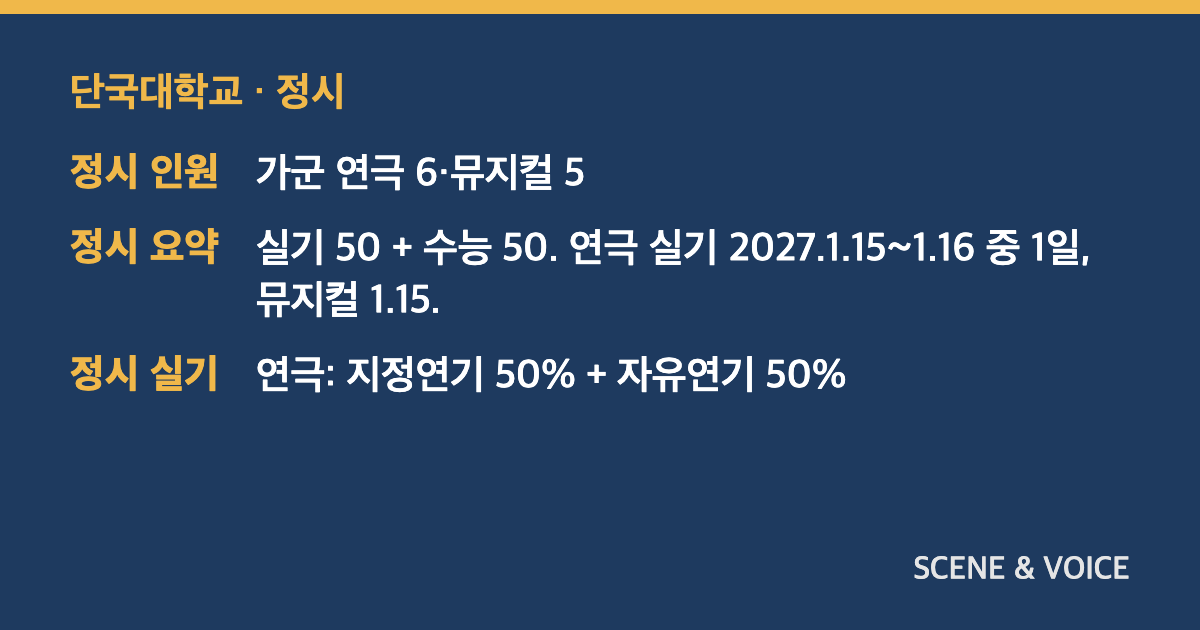 단국대학교 · 정시
정시 인원 가군 연극 6·뮤지컬 5
정시 요약 실기 50 + 수능 50. 연극 실기 2027.1.15~1.16 중 1일,
뮤지컬 1.15.
정시 실기 연극: 지정연기 50% + 자유연기 50%
SCENE & VOICE